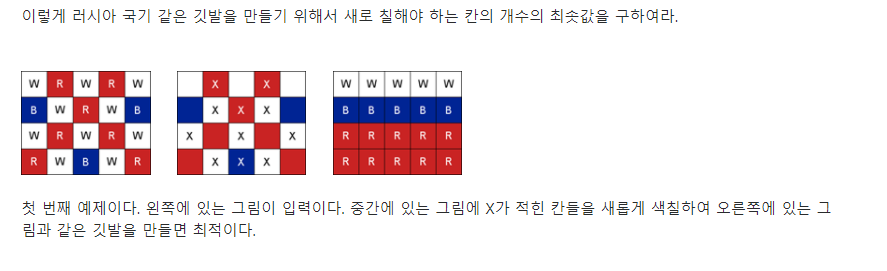 이렇게 러시아 국기 같은 깃발을 만들기 위해서 새로 칠해야 하는 칸의 개수의 최솟값을 구하여라.
W R W R W
B W R W B
W R W R W
R W B W R
X X
X X X
X X X
X X X
W W W W W
B B B B B
R R R R R
R R R R R
첫 번째 예제이다. 왼쪽에 있는 그림이 입력이다. 중간에 있는 그림에 X가 적힌 칸들을 새롭게 색칠하여 오른쪽에 있는 그
림과 같은 깃발을 만들면 최적이다.